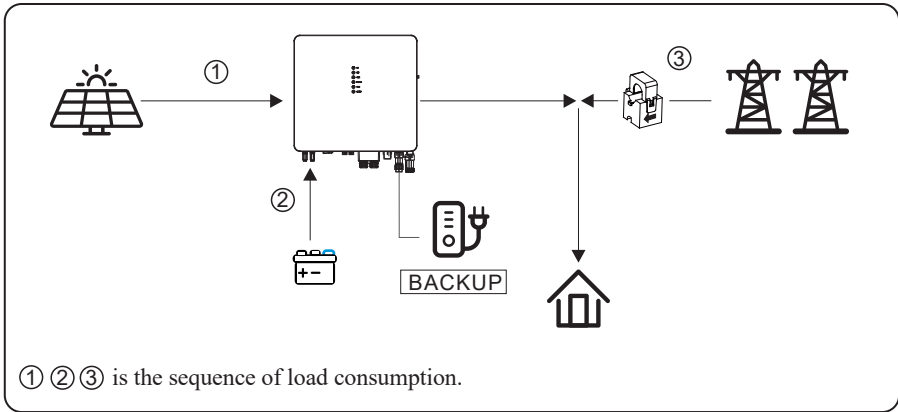 ①
③
②
+ -
BACKUP
① ② ③ is the sequence of load consumption.